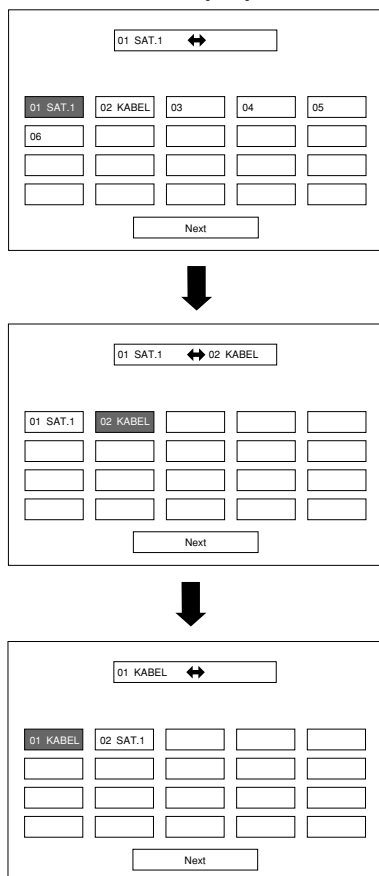 01 SAT.1 ⬌
01 SAT.1 02 KABEL 03 04 05
06
Next
01 SAT.1 ⬌ 02 KABEL
01 SAT.1 02 KABEL
Next
01 KABEL ⬌
01 KABEL 02 SAT.1
Next